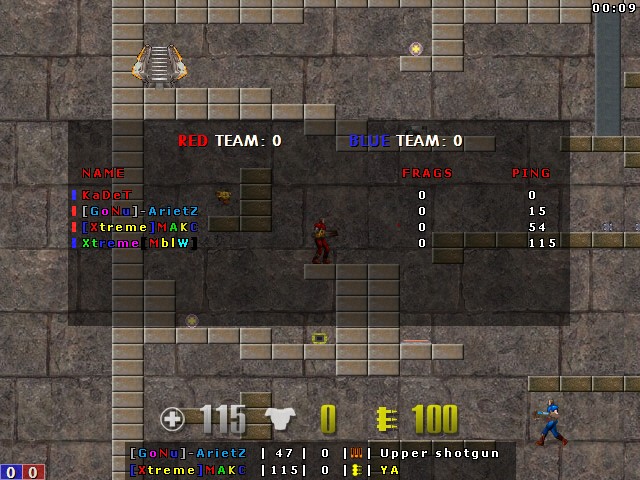 00:09
RED TEAM: 0 BLUE TEAM: 0
NAME FRAGS PING
KaDeT 0 0
[GoNu]-ArietZ 0 15
[Xtreme]MAKC 0 54
Xtreme[MblW] 0 115
115 0 100
[GoNu]-ArietZ | 47 | 0 | | Upper shotgun
[Xtreme]MAKC |115| 0 | | YA
0 0